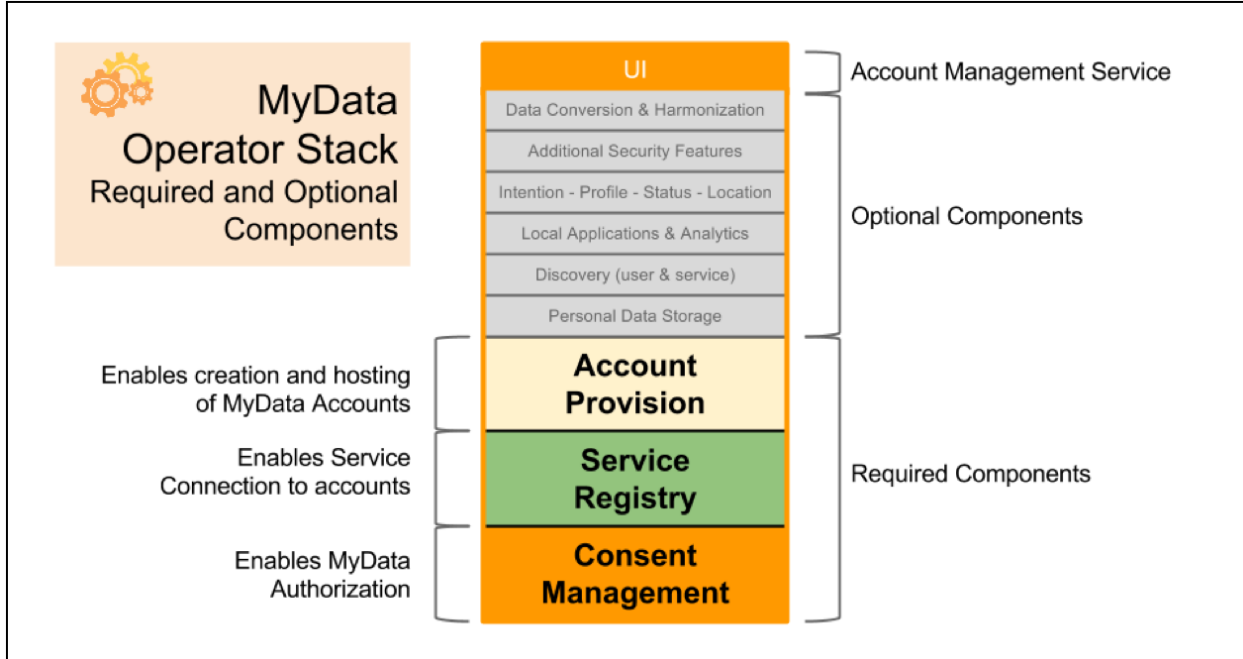 MyData
Operator Stack
Required and Optional
Components
UI
Data Conversion & Harmonization
Additional Security Features
Intention - Profile - Status - Location
Local Applications & Analytics
Discovery (user & service)
Personal Data Storage
Account
Provision
Service
Registry
Consent
Management
Account Management Service
Optional Components
Required Components
Enables creation and hosting
of MyData Accounts
Enables Service
Connection to accounts
Enables MyData
Authorization